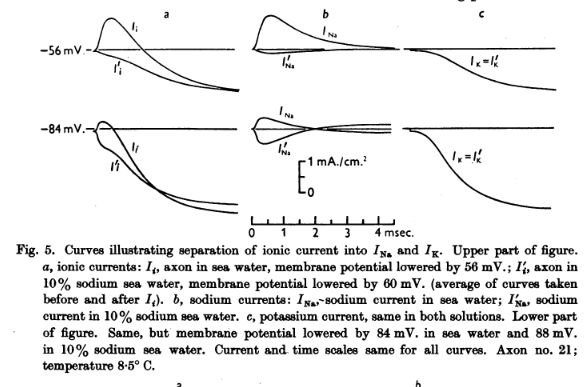 a b c
I_i I_Na
−56 mV.
I′_i I′_Na I_K = I′_K
I_Na
−84 mV.
I_i I′_Na I_K = I′_K
I′_i
1 mA./cm.²
0
0 1 2 3 4 msec.
Fig. 5. Curves illustrating separation of ionic current into I_Na and I_K. Upper part of figure.
a, ionic currents: I_i, axon in sea water, membrane potential lowered by 56 mV.; I′_i, axon in
10% sodium sea water, membrane potential lowered by 60 mV. (average of curves taken
before and after I_i). b, sodium currents: I_Na, sodium current in sea water; I′_Na, sodium
current in 10% sodium sea water. c, potassium current, same in both solutions. Lower part
of figure. Same, but membrane potential lowered by 84 mV. in sea water and 88 mV.
in 10% sodium sea water. Current and time scales same for all curves. Axon no. 21;
temperature 8·5° C.
a b